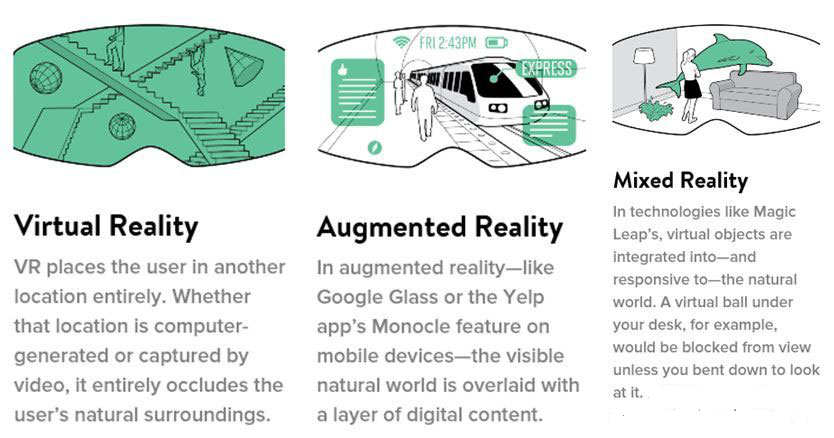 FRI 2:43PM
EXPRESS
Virtual Reality
VR places the user in another
location entirely. Whether
that location is computer-
generated or captured by
video, it entirely occludes the
user's natural surroundings.
Augmented Reality
In augmented reality—like
Google Glass or the Yelp
app's Monocle feature on
mobile devices—the visible
natural world is overlaid with
a layer of digital content.
Mixed Reality
In technologies like Magic
Leap's, virtual objects are
integrated into—and
responsive to—the natural
world. A virtual ball under
your desk, for example,
would be blocked from view
unless you bent down to look
at it.